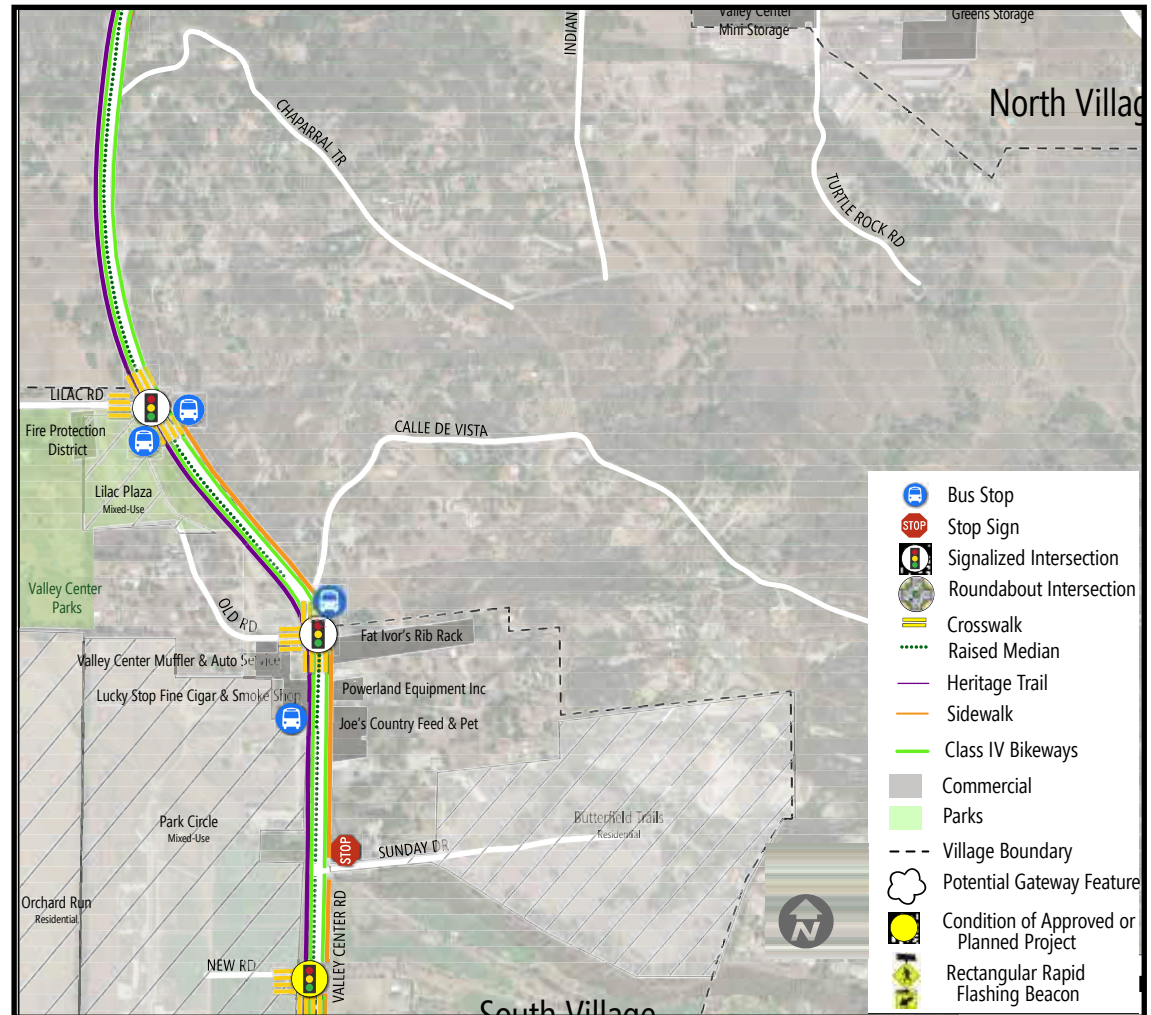 Valley Center
Mini Storage
Greens Storage
INDIAN
North Villag
CHAPARRAL TR
TURTLE ROCK RD
LILAC RD
Fire Protection
District
CALLE DE VISTA
Lilac Plaza
Mixed-Use
Valley Center
Parks
OLD RD
Fat Ivor's Rib Rack
Valley Center Muffler & Auto Service
Lucky Stop Fine Cigar & Smoke Shop
Powerland Equipment Inc
Joe's Country Feed & Pet
Park Circle
Mixed-Use
Butterfield Trails
Residential
STOP
SUNDAY DR
Orchard Run
Residential
VALLEY CENTER RD
NEW RD
N
South Village
Bus Stop
STOP
Stop Sign
Signalized Intersection
Roundabout Intersection
Crosswalk
Raised Median
Heritage Trail
Sidewalk
Class IV Bikeways
Commercial
Parks
Village Boundary
Potential Gateway Feature
Condition of Approved or
Planned Project
Rectangular Rapid
Flashing Beacon